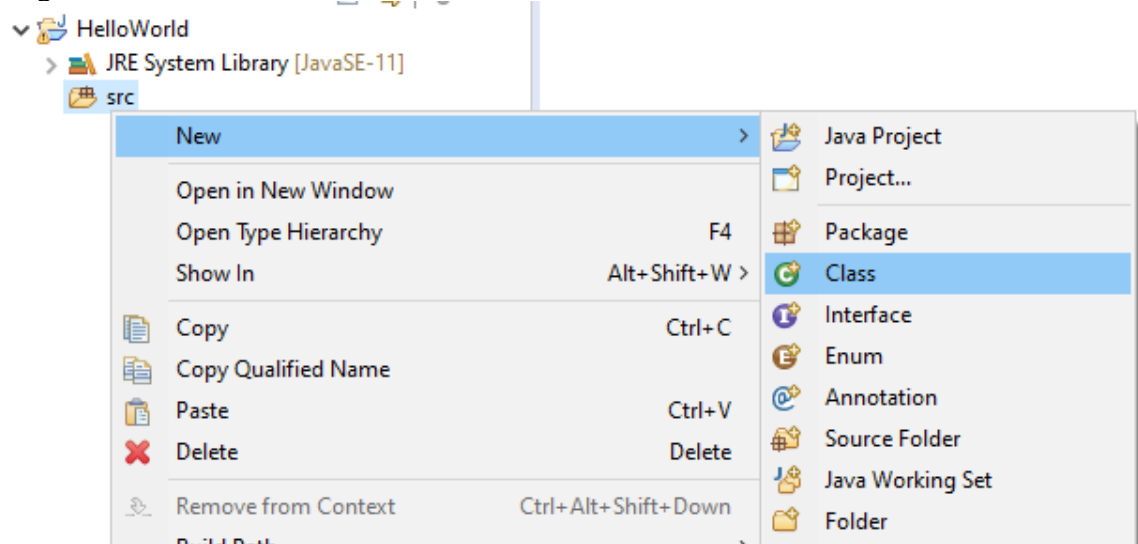 HelloWorld
JRE System Library [JavaSE-11]
src
New
Open in New Window
Open Type Hierarchy F4
Show In Alt+Shift+W
Copy Ctrl+C
Copy Qualified Name
Paste Ctrl+V
Delete Delete
Remove from Context Ctrl+Alt+Shift+Down
Java Project
Project...
Package
Class
Interface
Enum
Annotation
Source Folder
Java Working Set
Folder